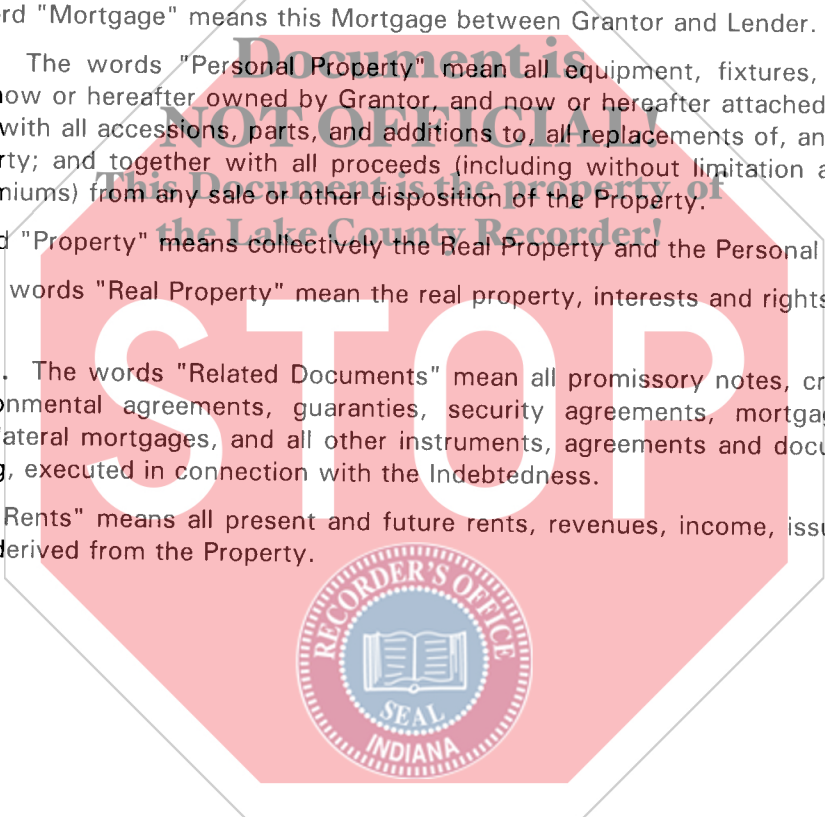 rd "Mortgage" means this Mortgage between Grantor and Lender.
Document is
The words "Personal Property" mean all equipment, fixtures,
now or hereafter owned by Grantor, and now or hereafter attached
NOT OFFICIAL!
with all accessions, parts, and additions to, all replacements of, an
rty; and together with all proceeds (including without limitation a
This Document is the property of
miums) from any sale or other disposition of the Property.
the Lake County Recorder!
d "Property" means collectively the Real Property and the Personal
words "Real Property" mean the real property, interests and rights
STOP
. The words "Related Documents" mean all promissory notes, cr
onmental agreements, guaranties, security agreements, mortgag
lateral mortgages, and all other instruments, agreements and docu
g, executed in connection with the Indebtedness.
Rents" means all present and future rents, revenues, income, issu
derived from the Property.
RECORDER'S OFFICE
SEAL
INDIANA